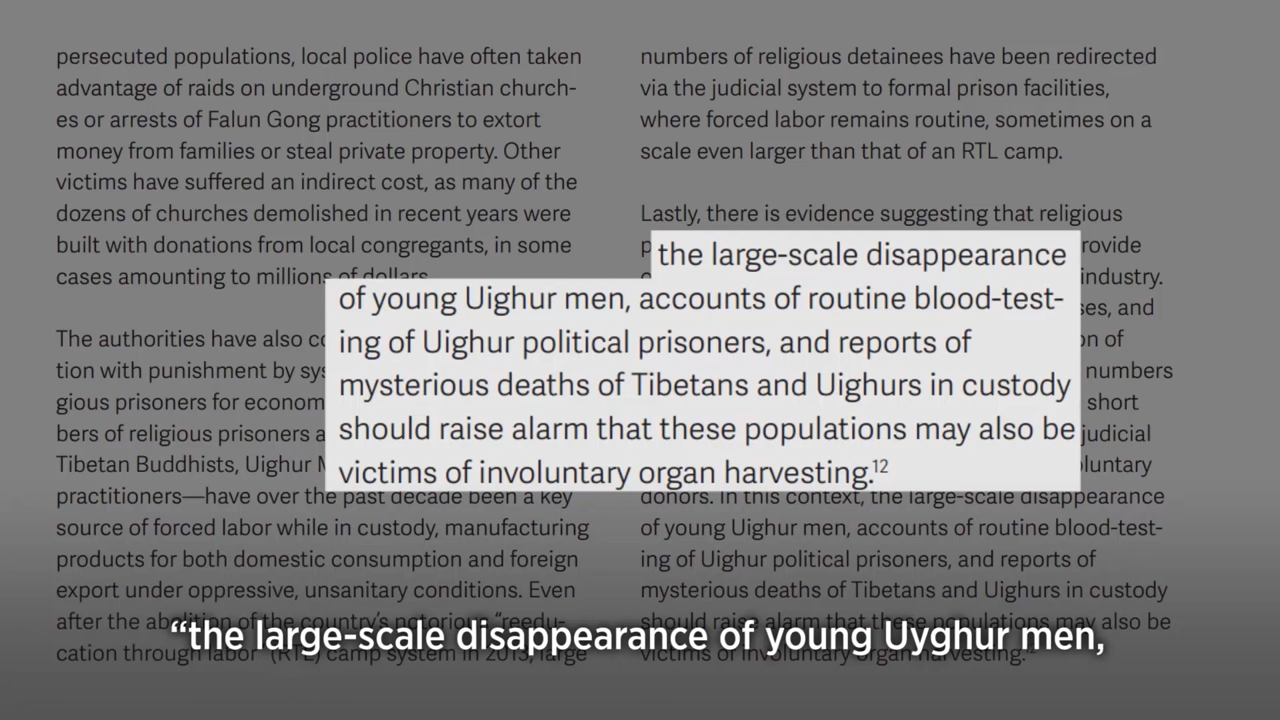 persecuted populations, local police have often taken
advantage of raids on underground Christian church-
es or arrests of Falun Gong practitioners to extort
money from families or steal private property. Other
victims have suffered an indirect cost, as many of the
dozens of churches demolished in recent years were
built with donations from local congregants, in some
cases amounting to millions of dollars.
The authorities have also co
tion with punishment by sys
gious prisoners for econom
bers of religious prisoners a
Tibetan Buddhists, Uighur M
practitioners—have over the past decade been a key
source of forced labor while in custody, manufacturing
products for both domestic consumption and foreign
export under oppressive, unsanitary conditions. Even
after the abolition of the country's notorious "reedu-
cation through labor" (RTL) camp system in 2013, large
numbers of religious detainees have been redirected
via the judicial system to formal prison facilities,
where forced labor remains routine, sometimes on a
scale even larger than that of an RTL camp.
Lastly, there is evidence suggesting that religious
rovide
industry.
ses, and
n of
numbers
short
judicial
luntary
donors. In this context, the large-scale disappearance
of young Uighur men, accounts of routine blood-test-
ing of Uighur political prisoners, and reports of
mysterious deaths of Tibetans and Uighurs in custody
should raise alarm that these populations may also be
victims of involuntary organ harvesting.
the large-scale disappearance
of young Uighur men, accounts of routine blood-test-
ing of Uighur political prisoners, and reports of
mysterious deaths of Tibetans and Uighurs in custody
should raise alarm that these populations may also be
victims of involuntary organ harvesting.12
“the large-scale disappearance of young Uyghur men,